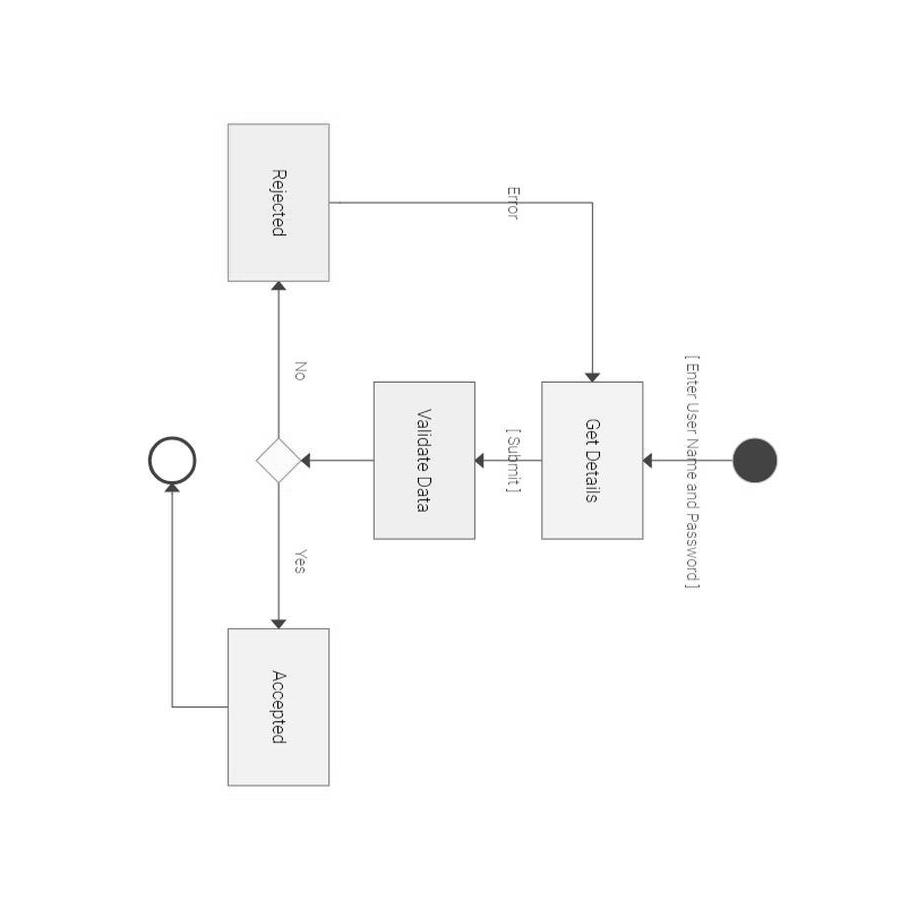 [ Enter User Name and Password ]
Get Details
Error
[ Submit ]
Validate Data
No
Yes
Rejected
Accepted